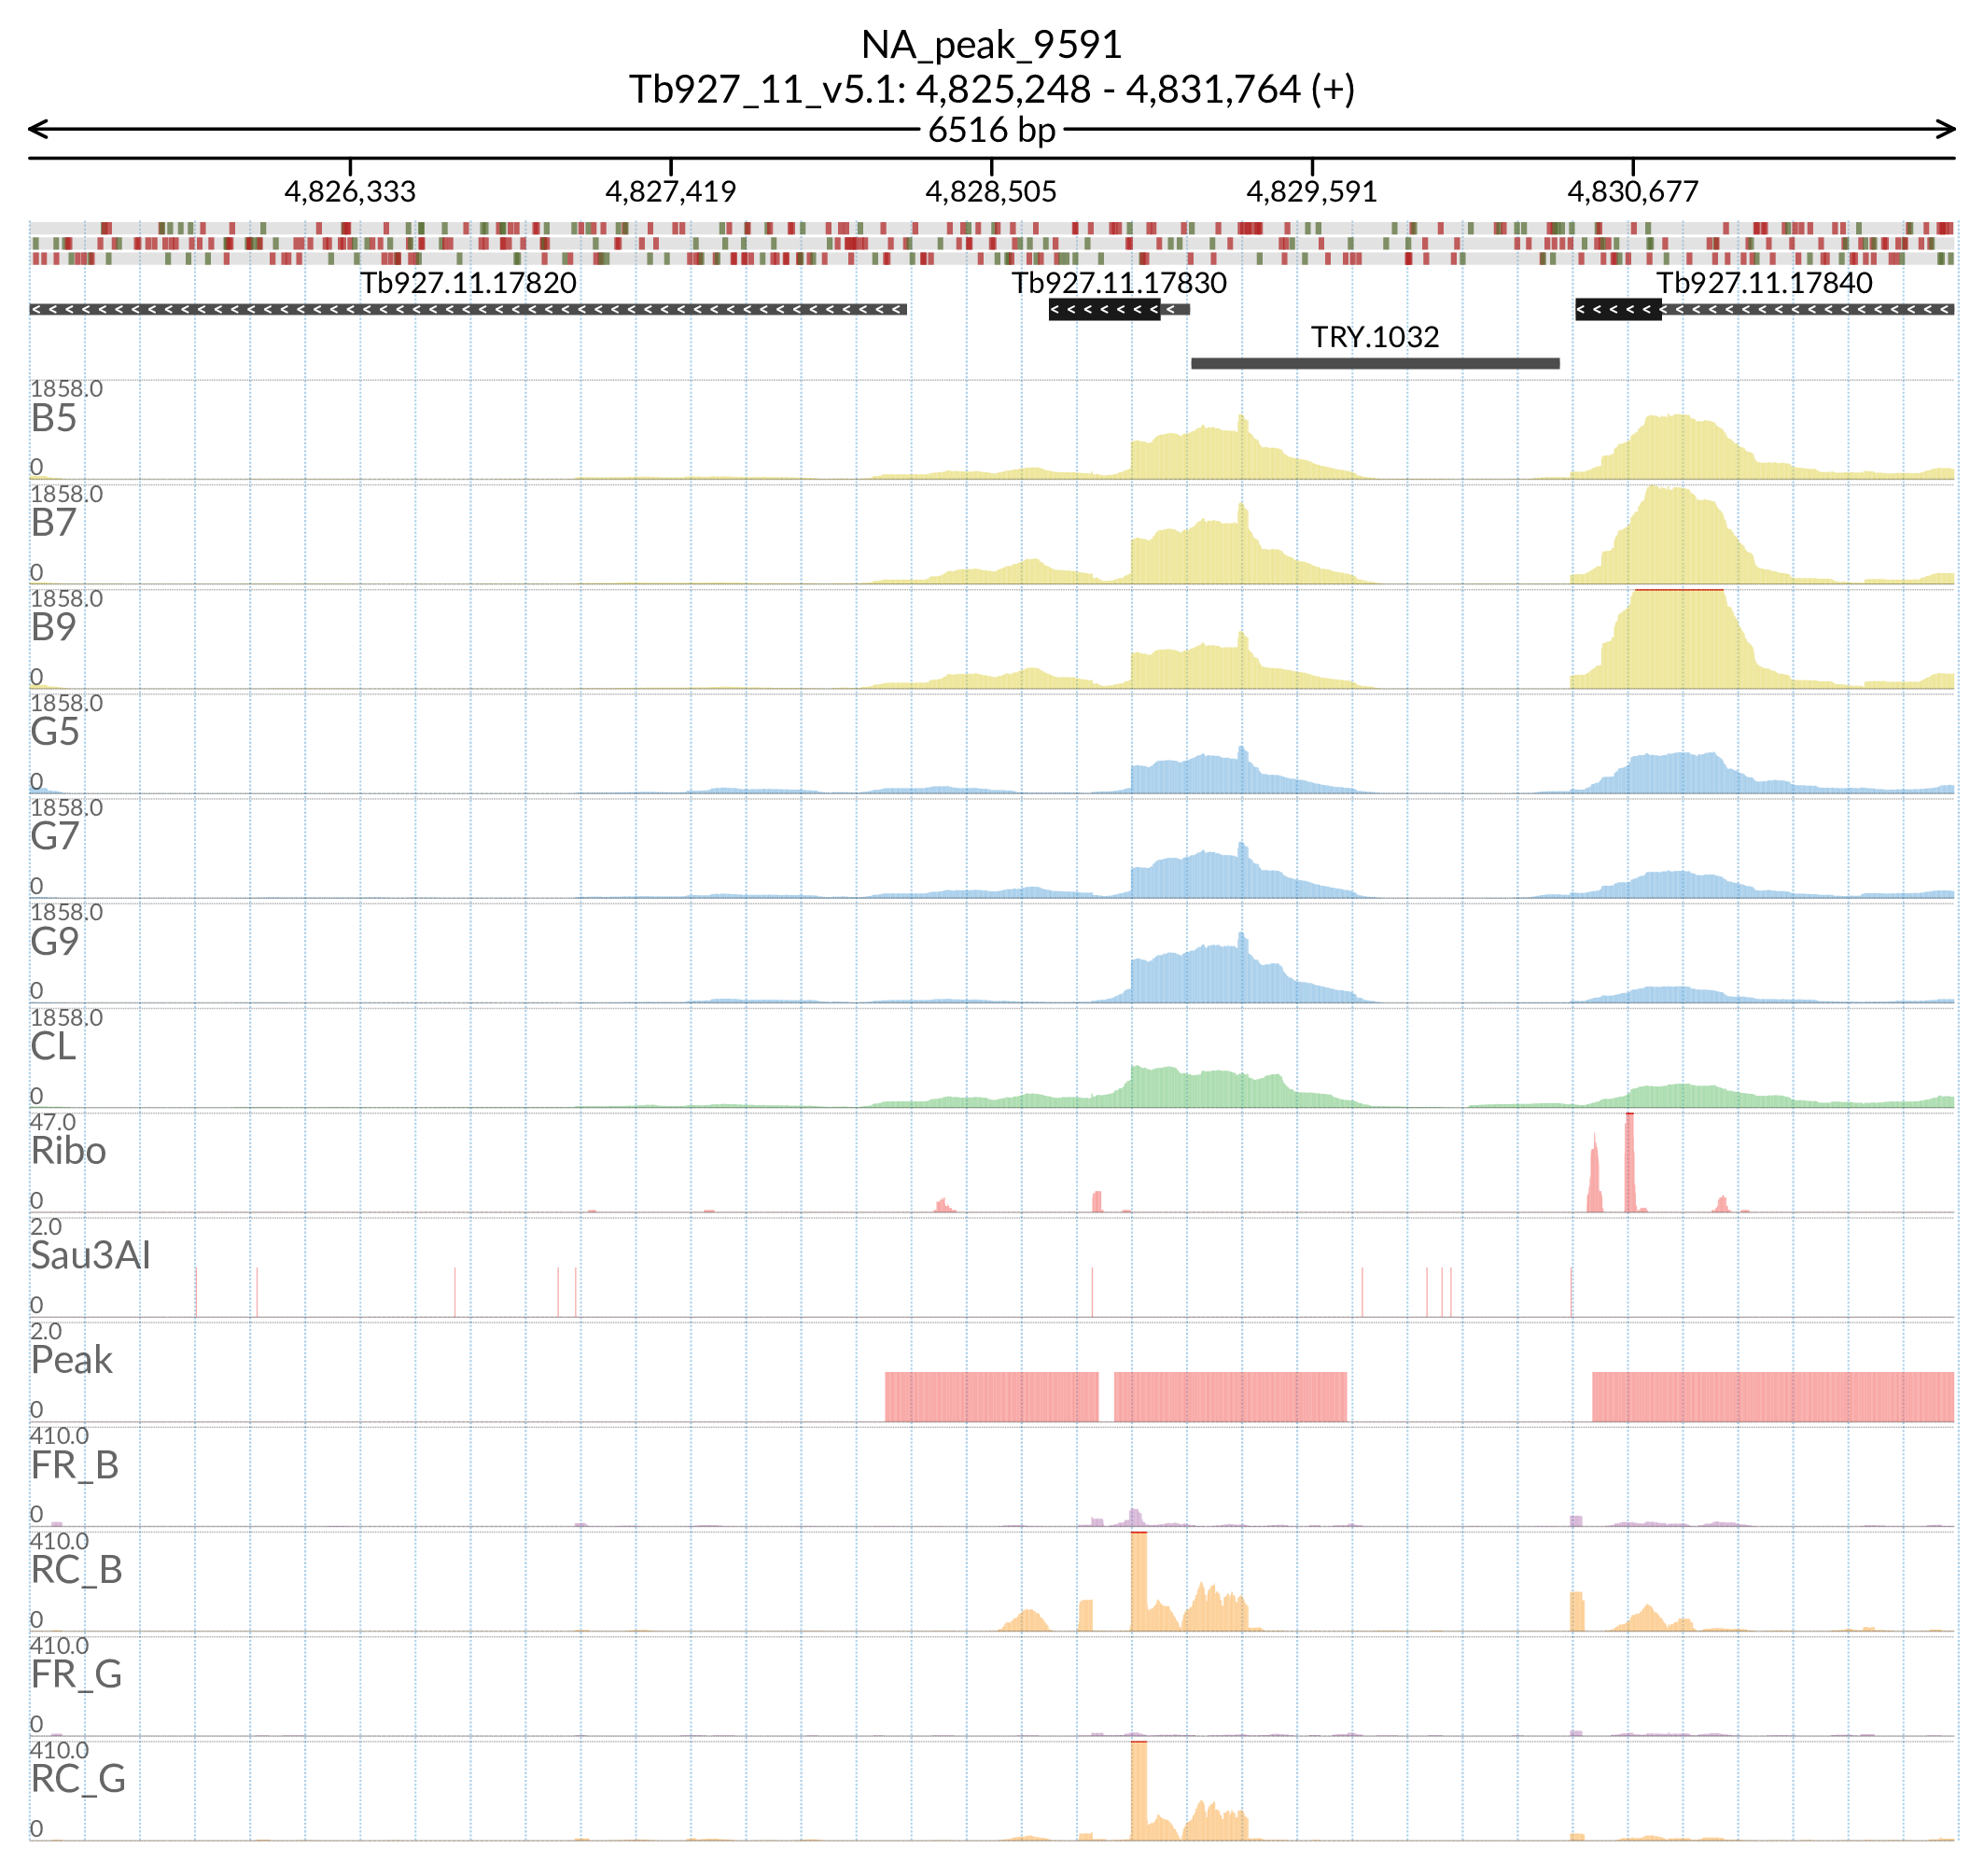 NA_peak_9591
Tb927_11_v5.1: 4,825,248 - 4,831,764 (+)
6516 bp
4,826,333 4,827,419 4,828,505 4,829,591 4,830,677
Tb927.11.17820 Tb927.11.17830 Tb927.11.17840
TRY.1032
1858.0
B5
0
1858.0
B7
0
1858.0
B9
0
1858.0
G5
0
1858.0
G7
0
1858.0
G9
0
1858.0
CL
0
47.0
Ribo
0
2.0
Sau3AI
0
2.0
Peak
0
410.0
FR_B
0
410.0
RC_B
0
410.0
FR_G
0
410.0
RC_G
0